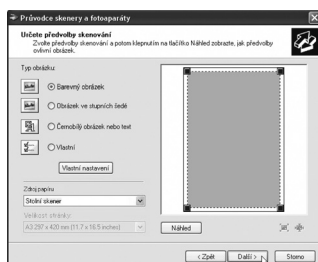 Průvodce skenery a fotoaparáty
Určete předvolby skenování
Zvolte předvolby skenování a potom klepnutím na tlačítko Náhled zobrazte, jak předvolby
ovlivní obrázek.
Typ obrázku:
Barevný obrázek
Obrázek ve stupních šedé
Černobílý obrázek nebo text
Vlastní
Vlastní nastavení
Zdroj papíru
Stolní skener
Velikost stránky:
A3 297 x 420 mm (11.7 x 16.5 inches)
Náhled
< Zpět
Další >
Storno